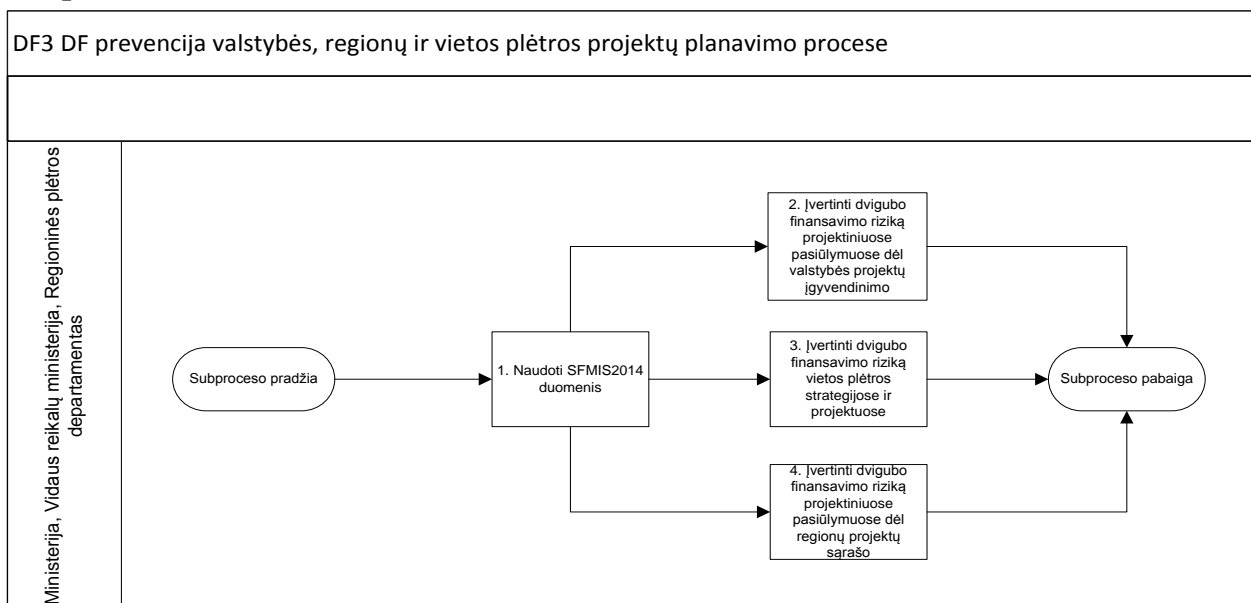 DF3 DF prevencija valstybės, regionų ir vietos plėtros projektų planavimo procese
Ministerija, Vidaus reikalų ministerija, Regioninės plėtros
departamentas
Subproceso pradžia
1. Naudoti SFMIS2014
duomenis
2. Įvertinti dvigubo
finansavimo riziką
projektiniuose
pasiūlymuose dėl
valstybės projektų
įgyvendinimo
3. Įvertinti dvigubo
finansavimo riziką
vietos plėtros
strategijose ir
projektuose
4. Įvertinti dvigubo
finansavimo riziką
projektiniuose
pasiūlymuose dėl
regionų projektų
sąrašo
Subproceso pabaiga